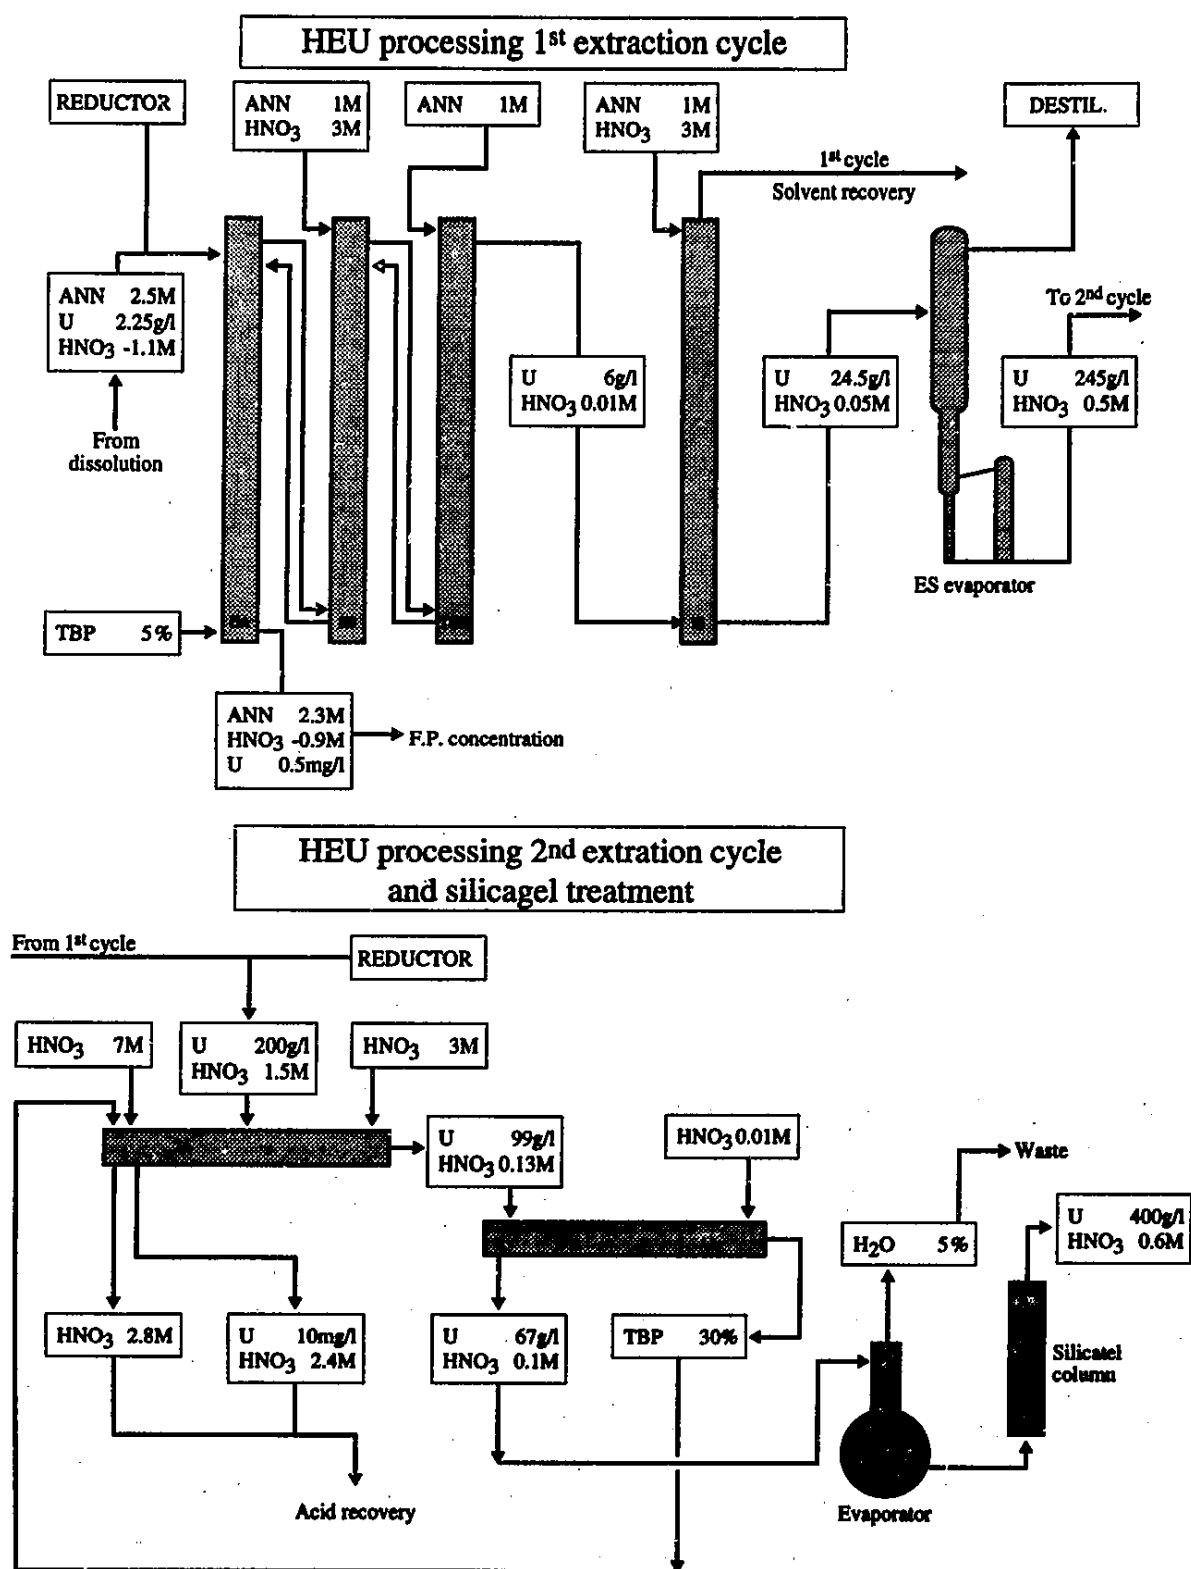 HEU processing 1st extraction cycle
REDUCTOR
ANN 1M
HNO3 3M
ANN 1M
ANN 1M
HNO3 3M
DESTIL.
1st cycle
Solvent recovery
ANN 2.5M
U 2.25g/l
HNO3 -1.1M
To 2nd cycle
U 6g/l
HNO3 0.01M
U 24.5g/l
HNO3 0.05M
U 245g/l
HNO3 0.5M
From
dissolution
ES evaporator
TBP 5%
ANN 2.3M
HNO3 -0.9M
U 0.5mg/l
F.P. concentration
HEU processing 2nd extration cycle
and silicagel treatment
From 1st cycle
REDUCTOR
HNO3 7M
U 200g/l
HNO3 1.5M
HNO3 3M
U 99g/l
HNO3 0.13M
HNO3 0.01M
Waste
H2O 5%
U 400g/l
HNO3 0.6M
HNO3 2.8M
U 10mg/l
HNO3 2.4M
U 67g/l
HNO3 0.1M
TBP 30%
Silicatel
column
Acid recovery
Evaporator